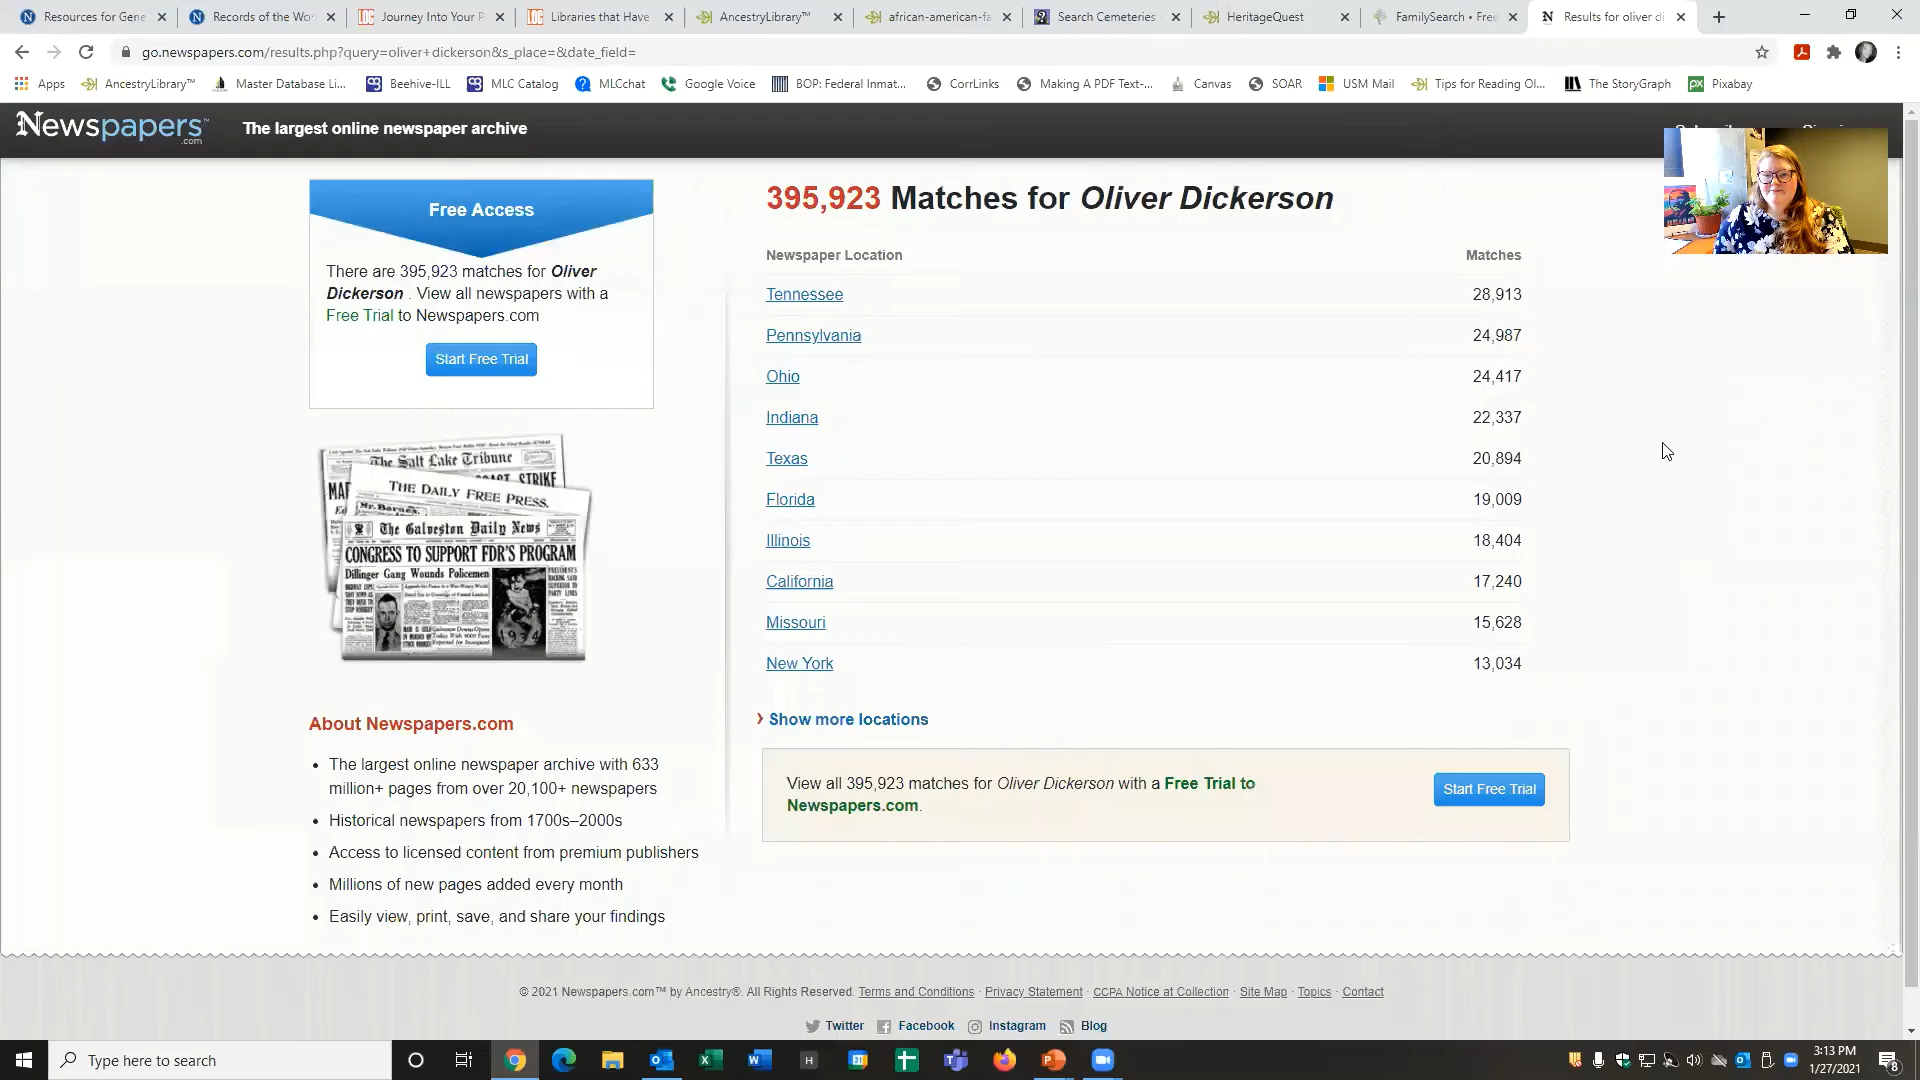 Resources for Gene
Records of the Wo
Journey Into Your P
Libraries that Have
AncestryLibrary™
african-american-fa
Search Cemeteries
HeritageQuest
FamilySearch • Free
Results for oliver di
go.newspapers.com/results.php?query=oliver+dickerson&s_place=&date_field=
Apps
AncestryLibrary™
Master Database Li...
Beehive-ILL
MLC Catalog
MLCchat
Google Voice
BOP: Federal Inmat...
CorrLinks
Making A PDF Text-...
Canvas
SOAR
USM Mail
Tips for Reading Ol...
The StoryGraph
Pixabay
Newspapers™ .com
The largest online newspaper archive
Free Access
There are 395,923 matches for Oliver
Dickerson . View all newspapers with a
Free Trial to Newspapers.com
Start Free Trial
The Salt Lake Tribune
STRIKE
THE DAILY FREE PRESS.
Mr. Barnes
The Galveston Daily News
CONGRESS TO SUPPORT FDR'S PROGRAM
Dillinger Gang Wounds Policemen
1934
About Newspapers.com
• The largest online newspaper archive with 633
million+ pages from over 20,100+ newspapers
• Historical newspapers from 1700s–2000s
• Access to licensed content from premium publishers
• Millions of new pages added every month
• Easily view, print, save, and share your findings
395,923 Matches for Oliver Dickerson
Newspaper Location Matches
Tennessee 28,913
Pennsylvania 24,987
Ohio 24,417
Indiana 22,337
Texas 20,894
Florida 19,009
Illinois 18,404
California 17,240
Missouri 15,628
New York 13,034
› Show more locations
View all 395,923 matches for Oliver Dickerson with a Free Trial to
Newspapers.com.
Start Free Trial
© 2021 Newspapers.com™ by Ancestry®. All Rights Reserved. Terms and Conditions · Privacy Statement · CCPA Notice at Collection · Site Map · Topics · Contact
Twitter Facebook Instagram Blog
Type here to search
3:13 PM
1/27/2021
8